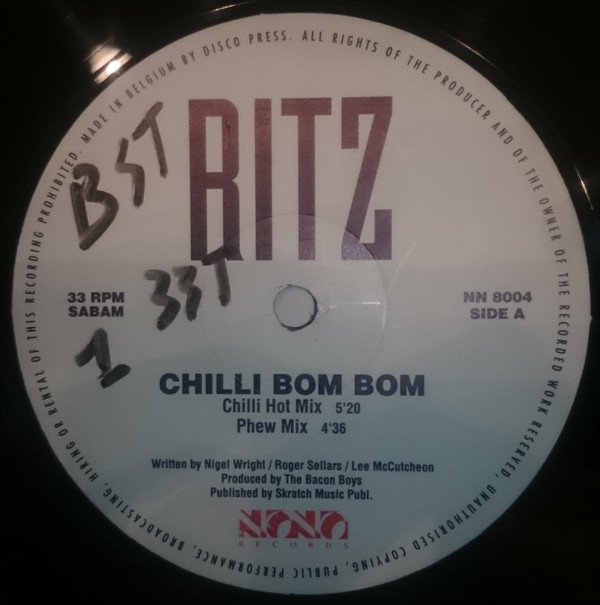 MADE IN BELGIUM BY DISCO PRESS. ALL RIGHTS OF THE PRODUCER AND OF THE OWNER OF THE RECORDED WORK RESERVED, UNAUTHORISED COPYING, PUBLIC PERFORMANCE, BROADCASTING, HIRING OR RENTAL OF THIS RECORDING PROHIBITED.
RITZ
BST
1 33T
33 RPM
SABAM
NN 8004
SIDE A
CHILLI BOM BOM
Chilli Hot Mix 5'20
Phew Mix 4'36
Written by Nigel Wright / Roger Sellars / Lee McCutcheon
Produced by The Bacon Boys
Published by Skratch Music Publ.
NONO
RECORDS